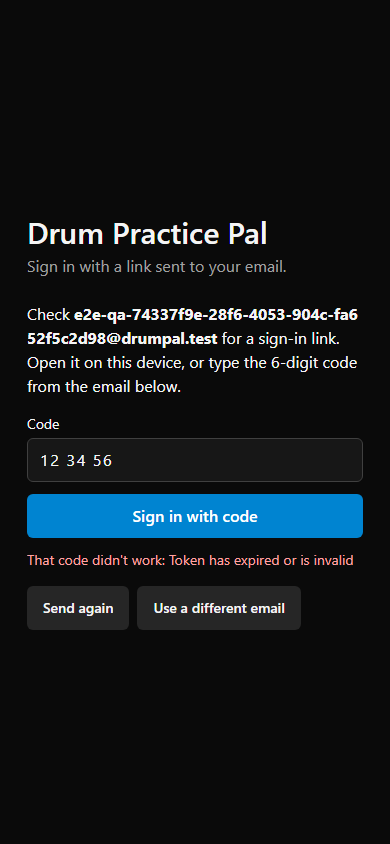 Drum Practice Pal
Sign in with a link sent to your email.
Check e2e-qa-74337f9e-28f6-4053-904c-fa6
52f5c2d98@drumpal.test for a sign-in link.
Open it on this device, or type the 6-digit code
from the email below.
Code
12 34 56
Sign in with code
That code didn't work: Token has expired or is invalid
Send again
Use a different email